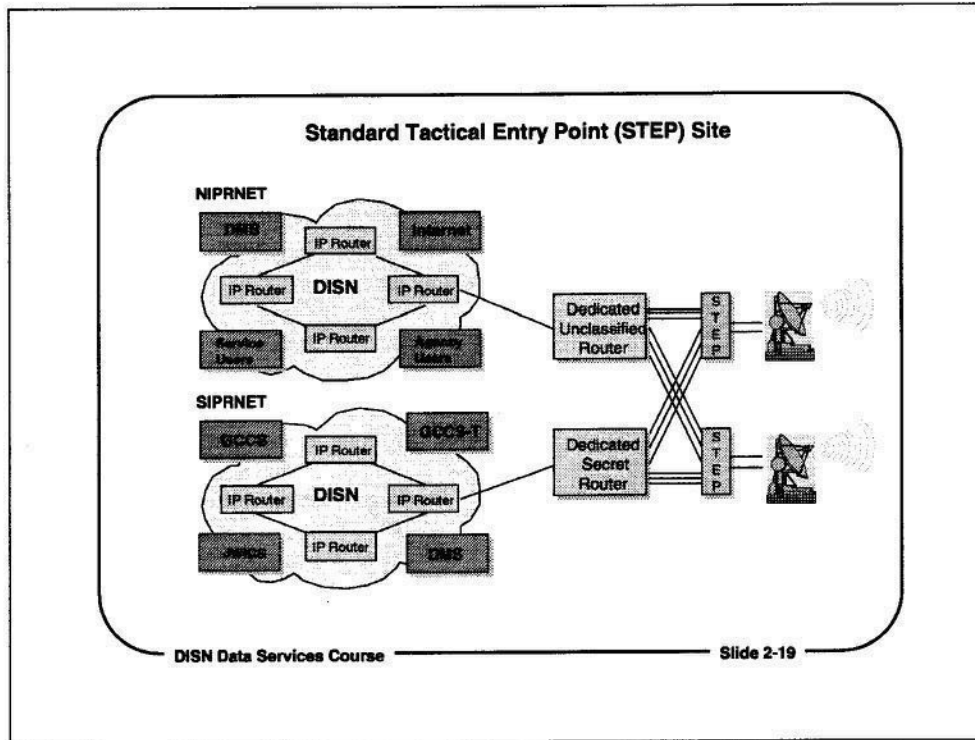 Standard Tactical Entry Point (STEP) Site
NIPRNET
DMS
Internet
IP Router
IP Router
DISN
IP Router
IP Router
Service
Users
Agency
Users
Dedicated
Unclassified
Router
S
T
E
P
SIPRNET
GCCS
GCCS-T
IP Router
IP Router
DISN
IP Router
IP Router
DMS
Dedicated
Secret
Router
S
T
E
P
DISN Data Services Course
Slide 2-19